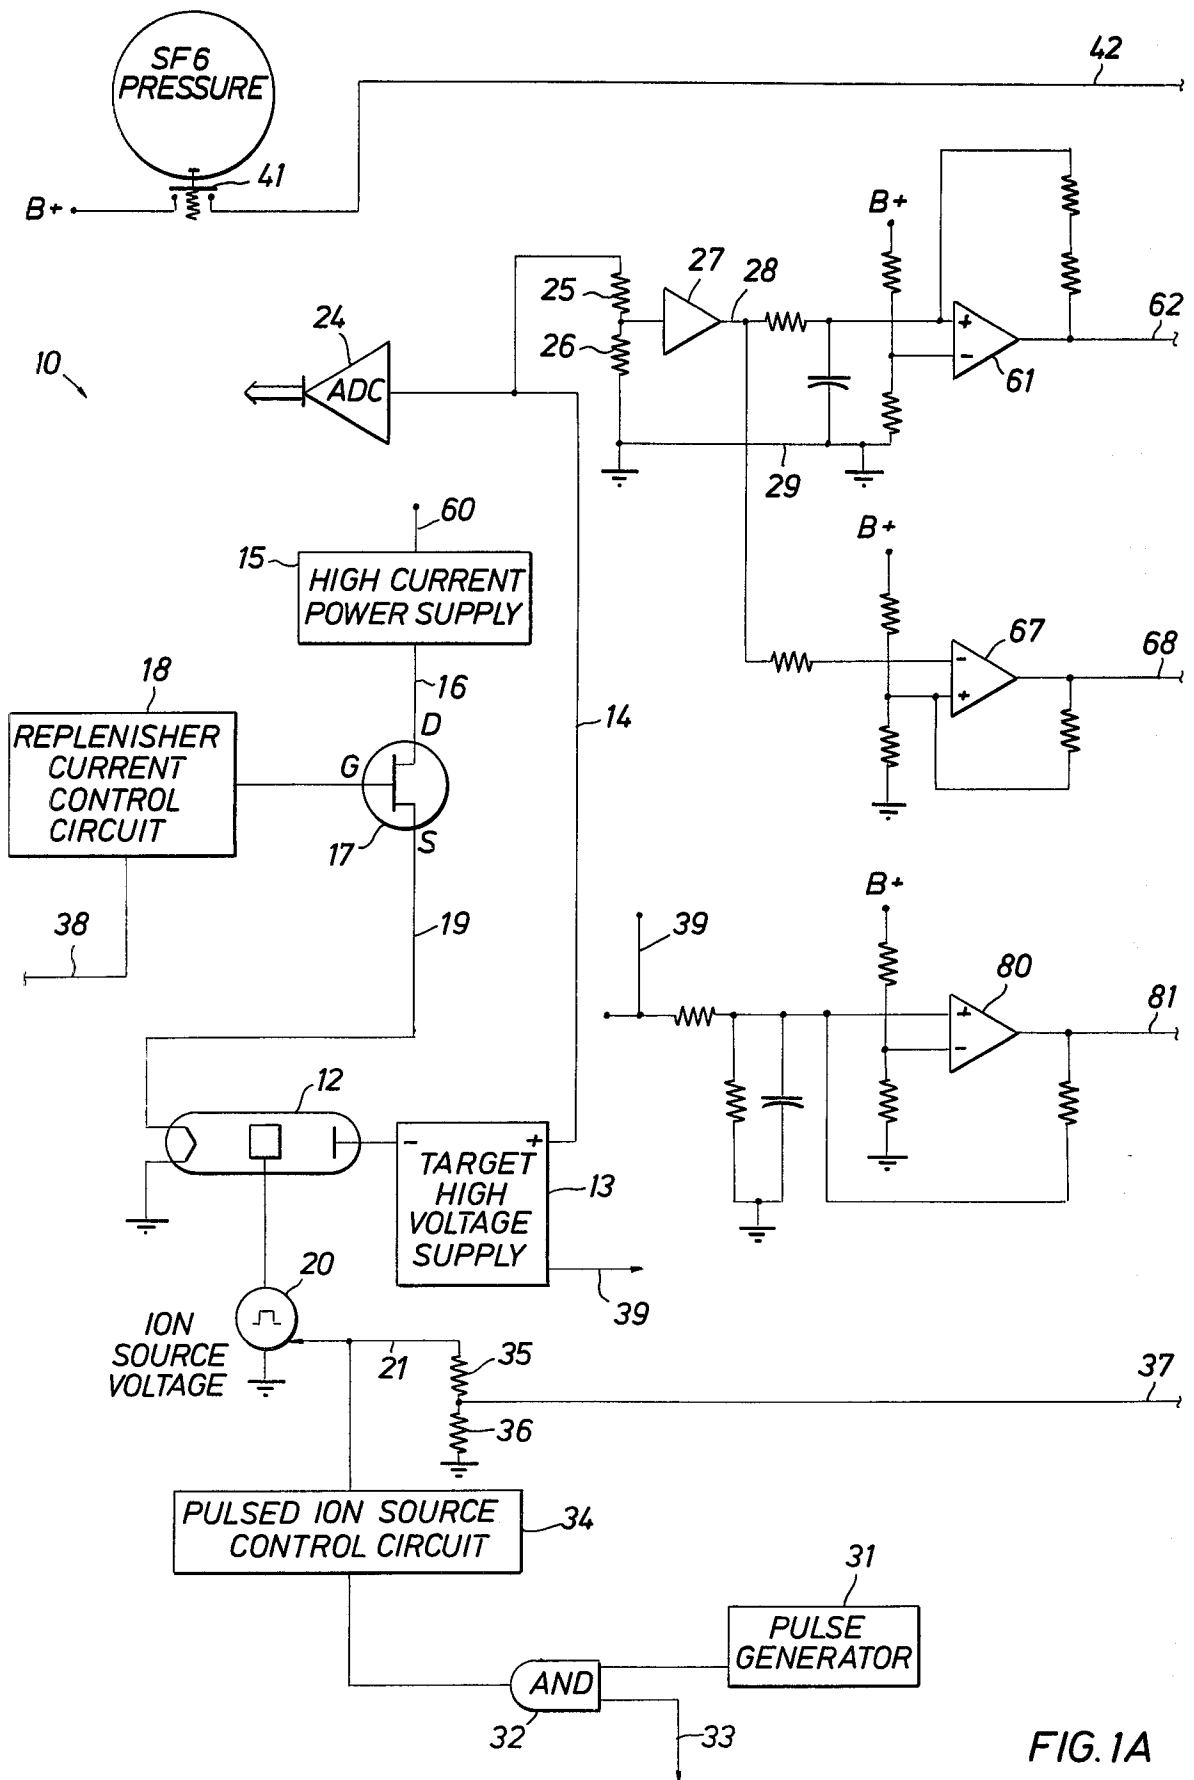 SF6
PRESSURE
42
41
B+
B+
27
28
25
26
24
ADC
10
+
-
61
62
29
60
15
HIGH CURRENT
POWER SUPPLY
B+
67
68
-
+
18
16
D
14
REPLENISHER
CURRENT
CONTROL
CIRCUIT
G
17
S
38
19
39
B+
80
81
+
-
12
-
+
TARGET
HIGH
VOLTAGE
SUPPLY
13
39
20
ION
SOURCE
VOLTAGE
21
35
36
37
PULSED ION SOURCE
CONTROL CIRCUIT
34
31
PULSE
GENERATOR
AND
32
33
FIG. 1A